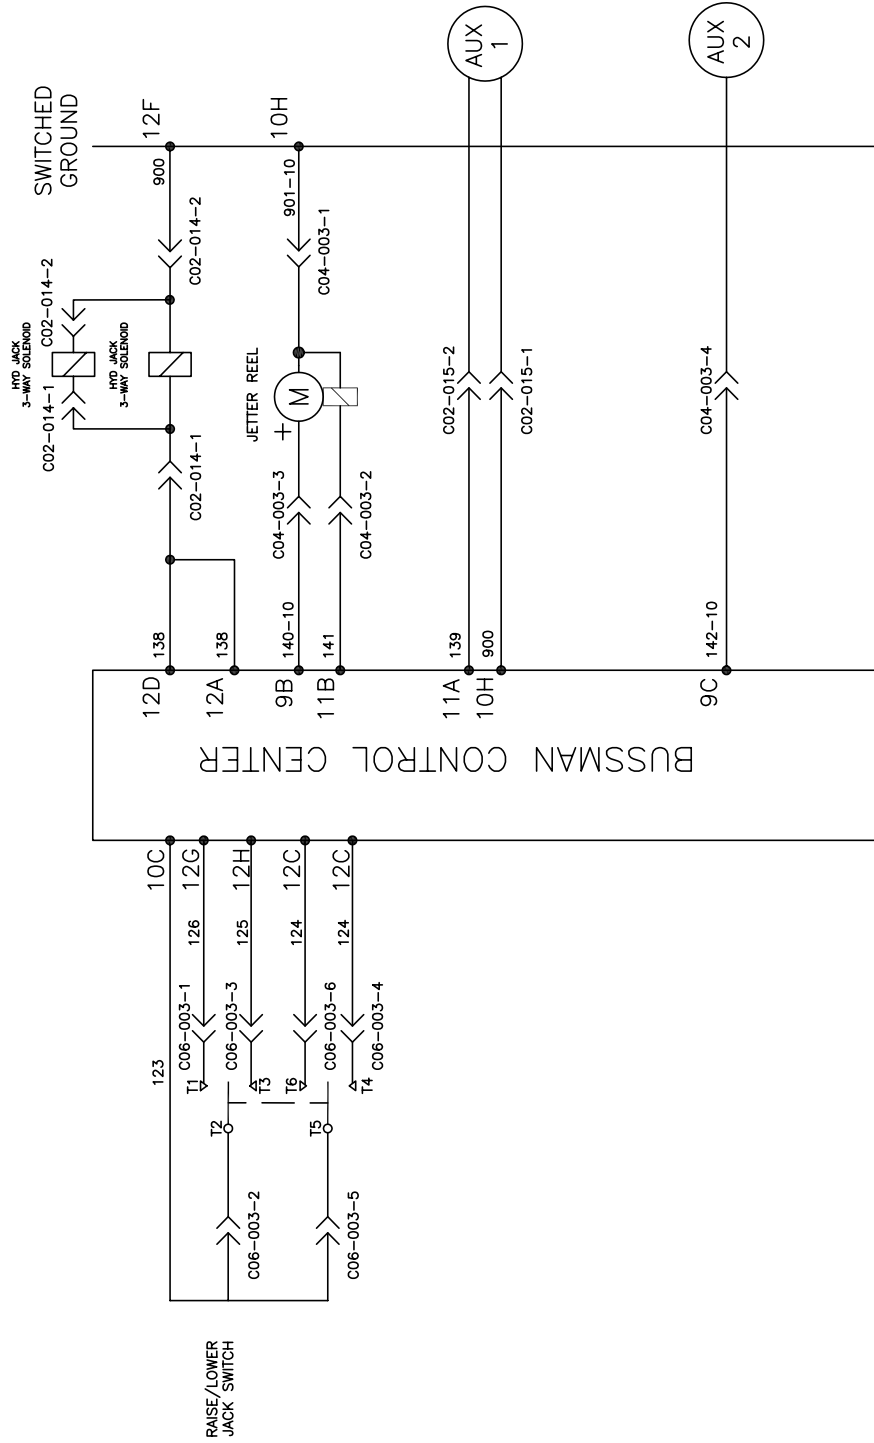 RAISE/LOWER
JACK SWITCH
123
C06-003-2
C06-003-5
T2
T5
T1
T3
T6
T4
C06-003-1
C06-003-3
C06-003-6
C06-003-4
126
125
124
124
10C
12G
12H
12C
12C
BUSSMAN CONTROL CENTER
12D
12A
9B
11B
11A
10H
9C
138
138
140-10
141
139
900
142-10
C02-014-1
C02-014-1
HYD JACK
3-WAY SOLENOID
HYD JACK
3-WAY SOLENOID
C02-014-2
C02-014-2
900
12F
SWITCHED
GROUND
C04-003-3
C04-003-2
JETTER REEL
+
M
C04-003-1
901-10
10H
C02-015-2
C02-015-1
AUX
1
C04-003-4
AUX
2